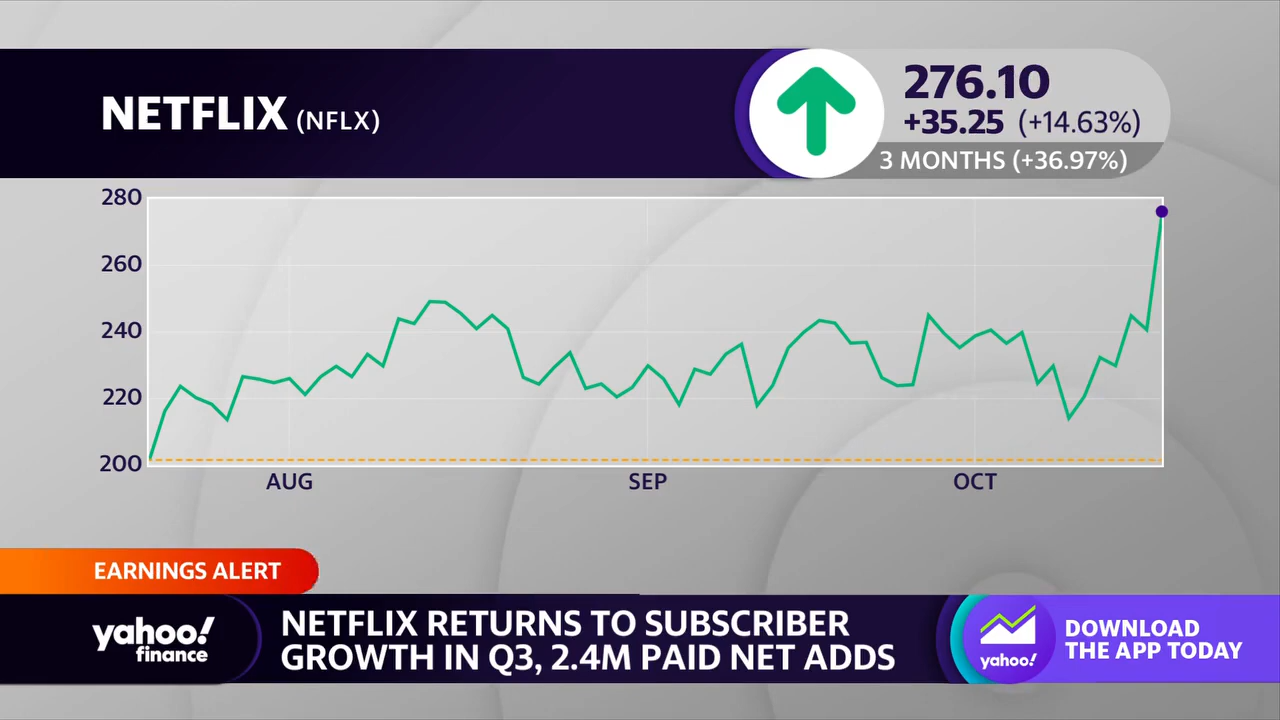 NETFLIX (NFLX)
276.10
+35.25 (+14.63%)
3 MONTHS (+36.97%)
280
260
240
220
200
AUG SEP OCT
EARNINGS ALERT
yahoo!
finance
NETFLIX RETURNS TO SUBSCRIBER
GROWTH IN Q3, 2.4M PAID NET ADDS
yahoo!
DOWNLOAD
THE APP TODAY